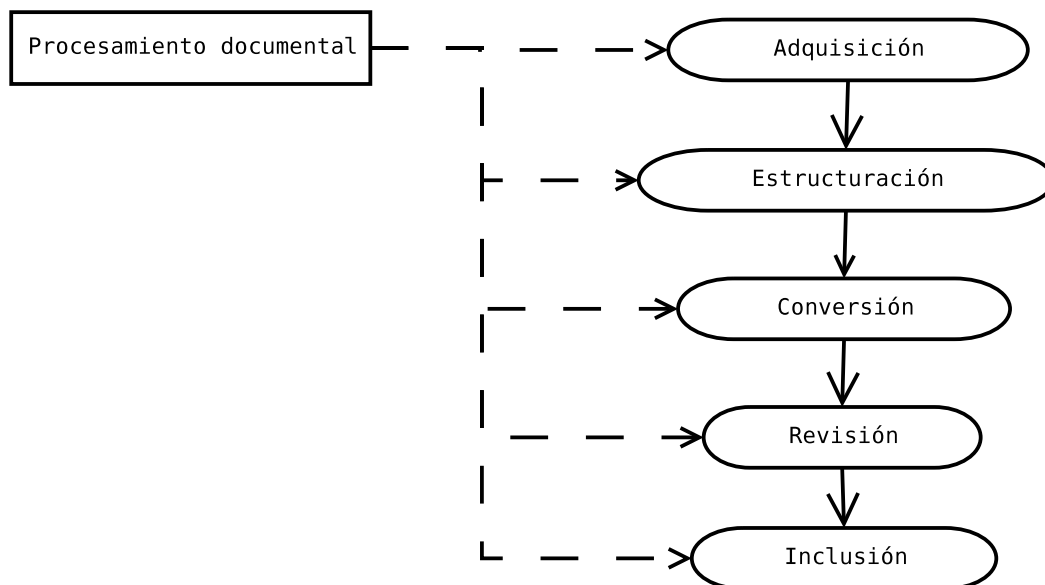 Procesamiento documental
Adquisición
Estructuración
Conversión
Revisión
Inclusión